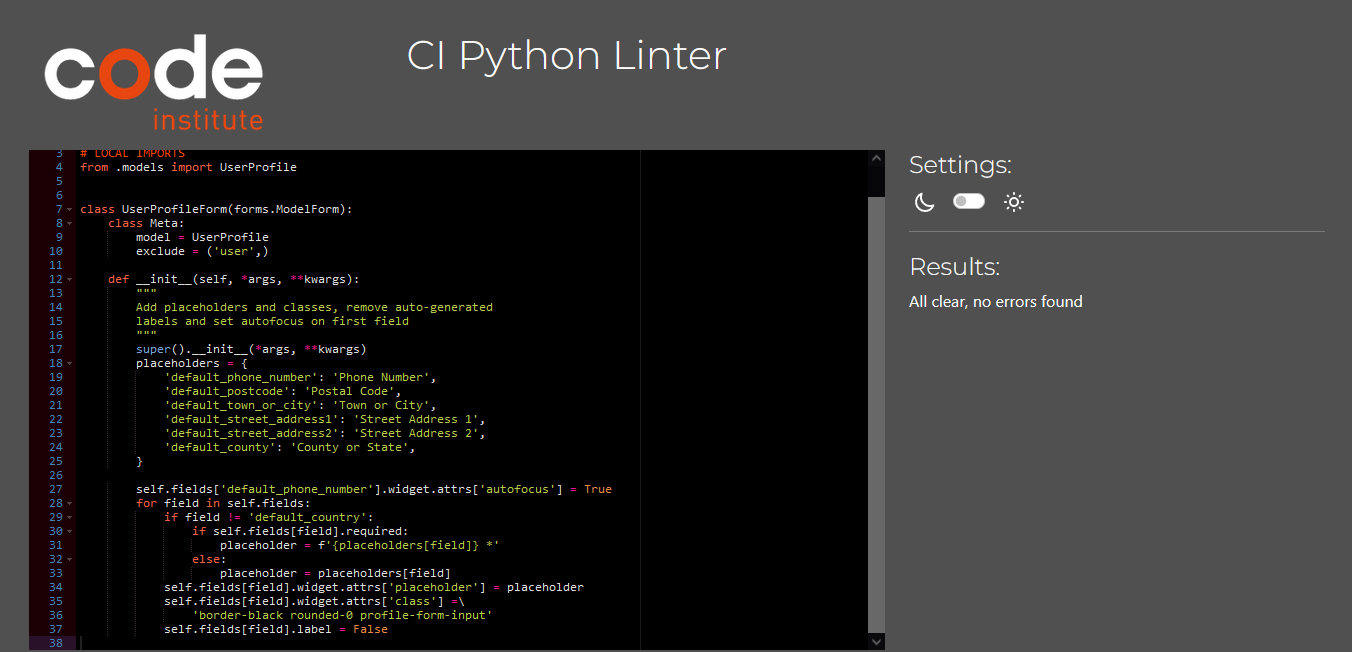 code
institute
CI Python Linter
3 # LOCAL IMPORTS
4 from .models import UserProfile
5
6
7 class UserProfileForm(forms.ModelForm):
8     class Meta:
9         model = UserProfile
10         exclude = ('user',)
11
12     def __init__(self, *args, **kwargs):
13         """
14         Add placeholders and classes, remove auto-generated
15         labels and set autofocus on first field
16         """
17         super().__init__(*args, **kwargs)
18         placeholders = {
19             'default_phone_number': 'Phone Number',
20             'default_postcode': 'Postal Code',
21             'default_town_or_city': 'Town or City',
22             'default_street_address1': 'Street Address 1',
23             'default_street_address2': 'Street Address 2',
24             'default_county': 'County or State',
25         }
26
27         self.fields['default_phone_number'].widget.attrs['autofocus'] = True
28         for field in self.fields:
29             if field != 'default_country':
30                 if self.fields[field].required:
31                     placeholder = f'{placeholders[field]} *'
32                 else:
33                     placeholder = placeholders[field]
34             self.fields[field].widget.attrs['placeholder'] = placeholder
35             self.fields[field].widget.attrs['class'] =\
36                 'border-black rounded-0 profile-form-input'
37             self.fields[field].label = False
38
Settings:
Results:
All clear, no errors found